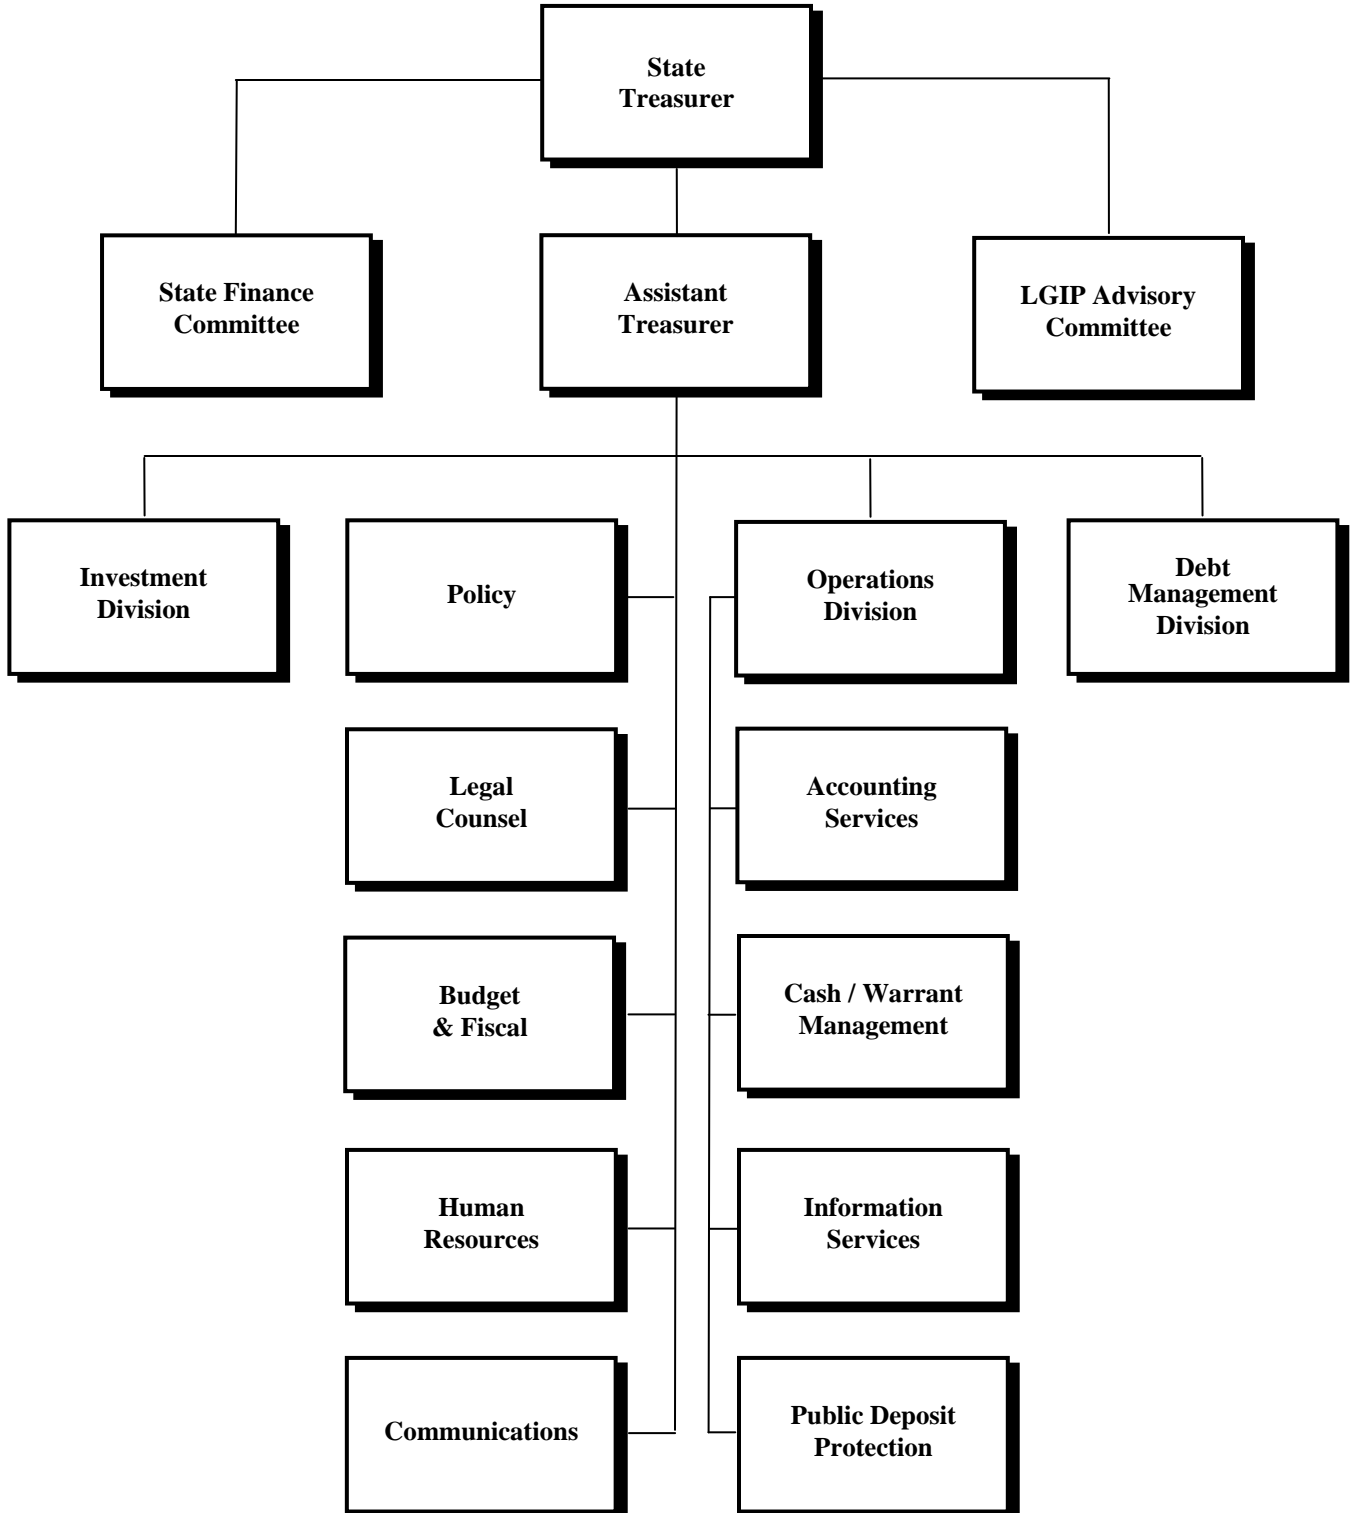 State
Treasurer
State Finance
Committee
Assistant
Treasurer
LGIP Advisory
Committee
Investment
Division
Policy
Operations
Division
Debt
Management
Division
Legal
Counsel
Accounting
Services
Budget
& Fiscal
Cash / Warrant
Management
Human
Resources
Information
Services
Communications
Public Deposit
Protection